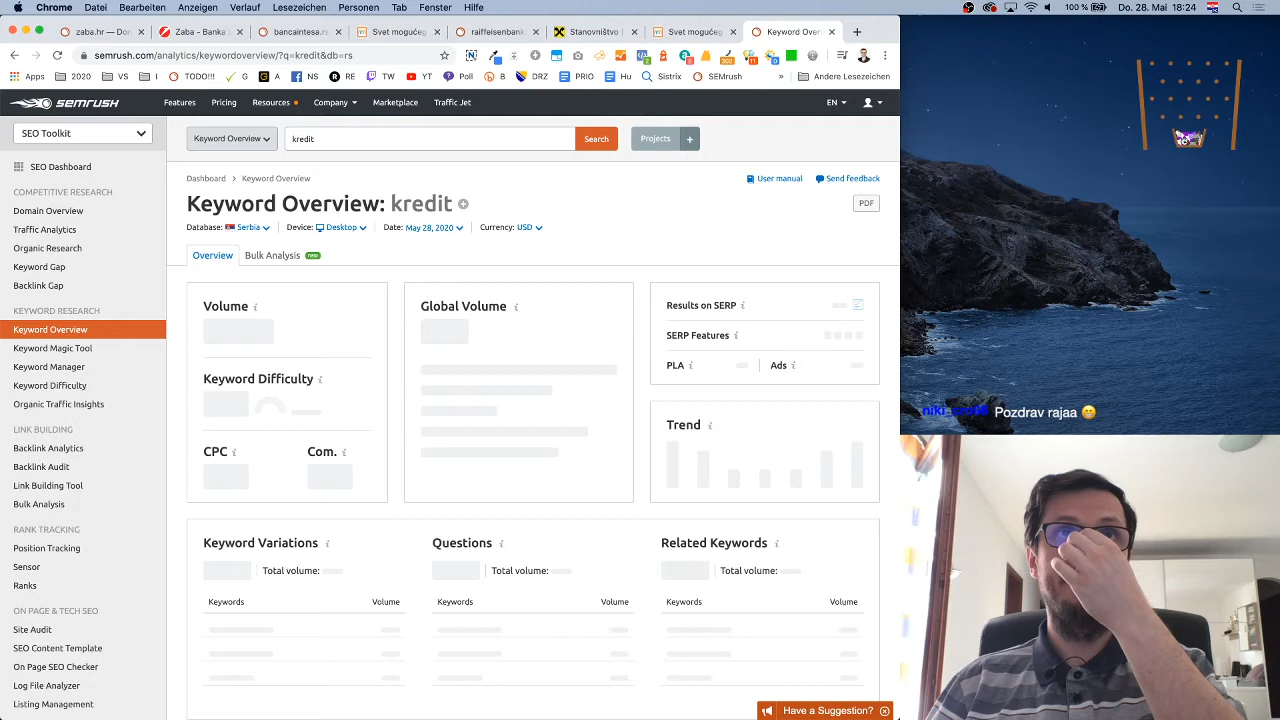 Chrome Datei Bearbeiten Anzeigen Verlauf Lesezeichen Personen Tab Fenster Hilfe
100 % Do. 28. Mai 18:24
zaba.hr — Don
Zaba - Banka
bancaintesa.rs
Svet mogućeg
raiffeisenbank
Stanovništvo
Svet mogućeg
Keyword Over
semrush.com/analytics/keywordoverview/?q=kredit&db=rs
Apps 2020 VS I TODO!!! G NS RE TW YT Poll B DRZ PRIO Hu Sistrix SEMrush » Andere Lesezeichen
SEMRUSH Features Pricing Resources Company Marketplace Traffic Jet EN
SEO Toolkit
Keyword Overview kredit Search Projects +
SEO Dashboard
COMPETITIVE RESEARCH
Domain Overview
Traffic Analytics
Organic Research
Keyword Gap
Backlink Gap
KEYWORD RESEARCH
Keyword Overview
Keyword Magic Tool
Keyword Manager
Keyword Difficulty
Organic Traffic Insights
LINK BUILDING
Backlink Analytics
Backlink Audit
Link Building Tool
Bulk Analysis
RANK TRACKING
Position Tracking
Sensor
Ranks
ON PAGE & TECH SEO
Site Audit
SEO Content Template
On Page SEO Checker
Log File Analyzer
Listing Management
Dashboard > Keyword Overview
User manual Send feedback
Keyword Overview: kredit
PDF
Database: Serbia Device: Desktop Date: May 28, 2020 Currency: USD
Overview Bulk Analysis new
Volume
Keyword Difficulty
CPC Com.
Global Volume
Results on SERP
SERP Features
PLA Ads
Trend
Keyword Variations
Total volume:
Keywords Volume
Questions
Total volume:
Keywords Volume
Related Keywords
Total volume:
Keywords Volume
Have a Suggestion?
Pozdrav rajaa 😁